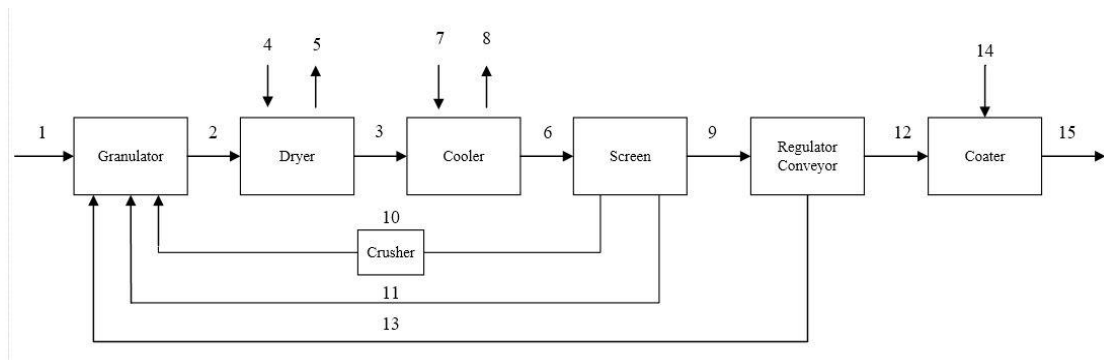 4
5
7
8
14
1
2
3
6
9
12
15
Granulator
Dryer
Cooler
Screen
Regulator
Conveyor
Coater
10
Crusher
11
13